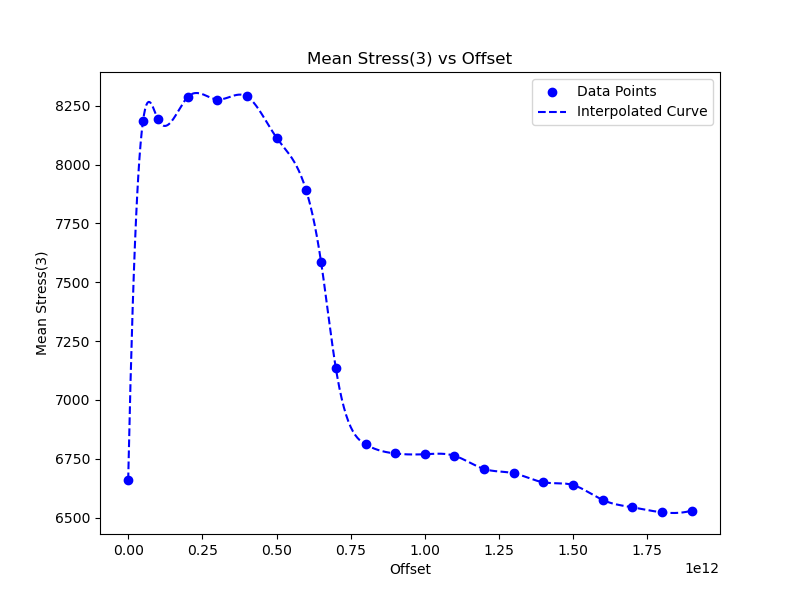 Mean Stress(3) vs Offset
Data Points
Interpolated Curve
8250
8000
7750
7500
7250
7000
6750
6500
Mean Stress(3)
0.00 0.25 0.50 0.75 1.00 1.25 1.50 1.75
1e12
Offset